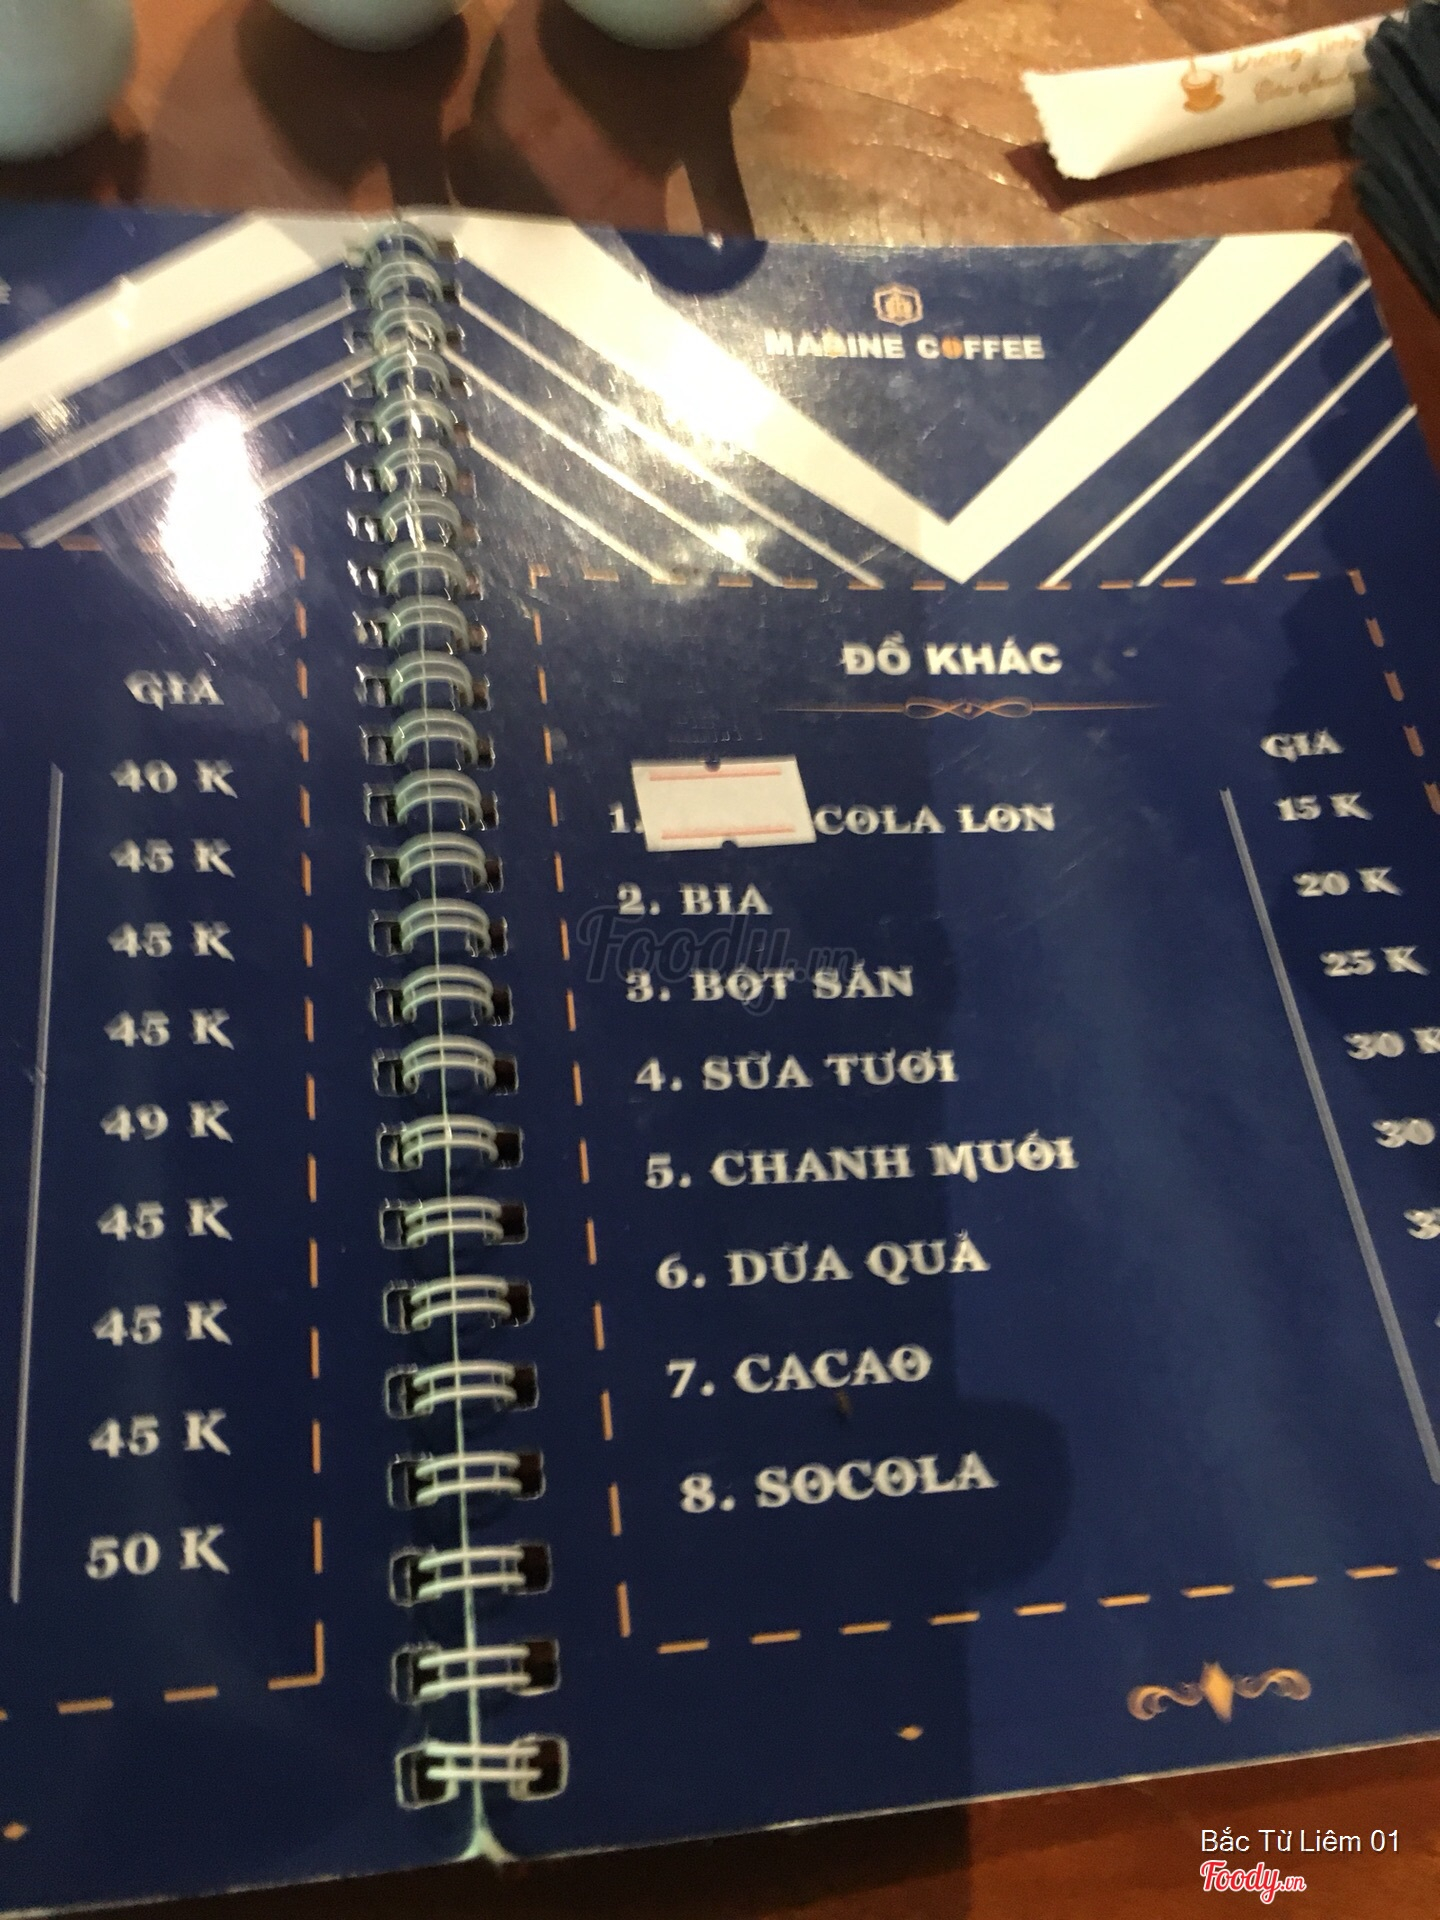 MARINE COFFEE
GIÁ
40 K
45 K
45 K
45 K
49 K
45 K
45 K
45 K
50 K
ĐỒ KHÁC
GIÁ
1. COLA LON 15 K
2. BIA 20 K
3. BỘT SẮN 25 K
4. SỮA TƯƠI 30 K
5. CHANH MUỐI 30
6. DỪA QUẢ
7. CACAO
8. SOCOLA
Foody.vn
Bắc Từ Liêm 01
Foody.vn